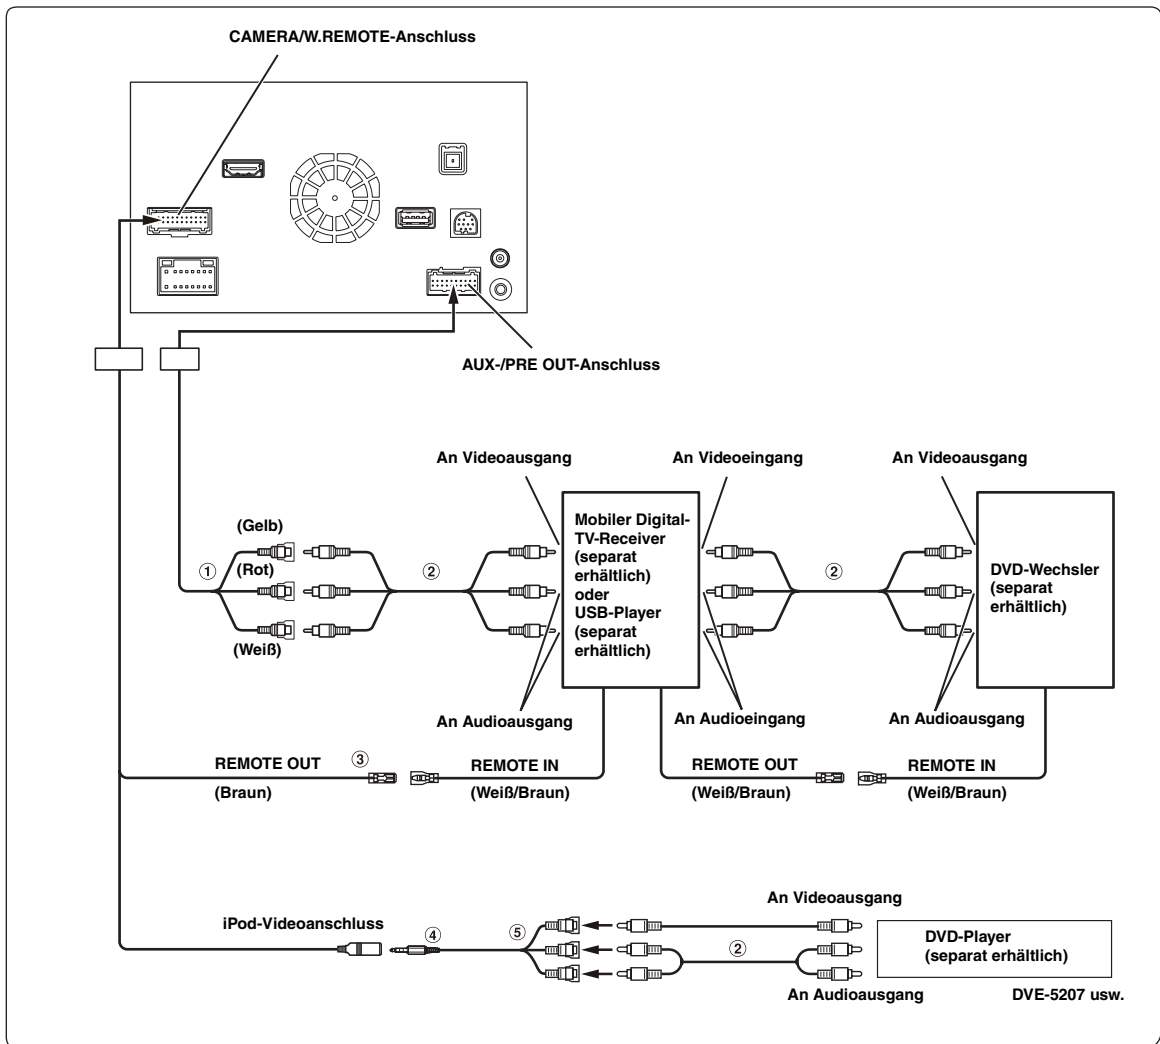 CAMERA/W.REMOTE-Anschluss
AUX-/PRE OUT-Anschluss
An Videoausgang
An Videoeingang
An Videoausgang
(Gelb)
(Rot)
(Weiß)
①
②
Mobiler Digital-
TV-Receiver
(separat
erhältlich)
oder
USB-Player
(separat
erhältlich)
②
DVD-Wechsler
(separat
erhältlich)
An Audioausgang
An Audioeingang
An Audioausgang
REMOTE OUT
③
(Braun)
REMOTE IN
(Weiß/Braun)
REMOTE OUT
(Weiß/Braun)
REMOTE IN
(Weiß/Braun)
iPod-Videoanschluss
④
⑤
An Videoausgang
②
DVD-Player
(separat erhältlich)
An Audioausgang
DVE-5207 usw.